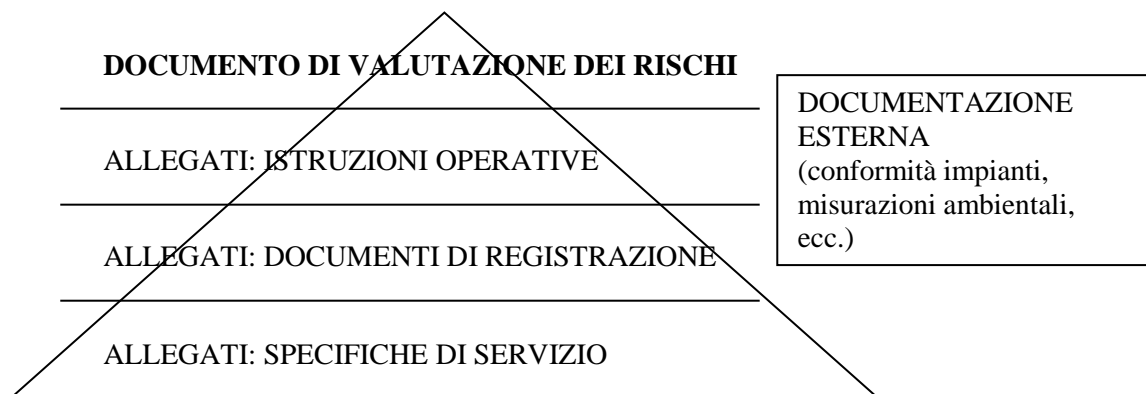 DOCUMENTO DI VALUTAZIONE DEI RISCHI
ALLEGATI: ISTRUZIONI OPERATIVE
ALLEGATI: DOCUMENTI DI REGISTRAZIONE
ALLEGATI: SPECIFICHE DI SERVIZIO
DOCUMENTAZIONE
ESTERNA
(conformità impianti,
misurazioni ambientali,
ecc.)